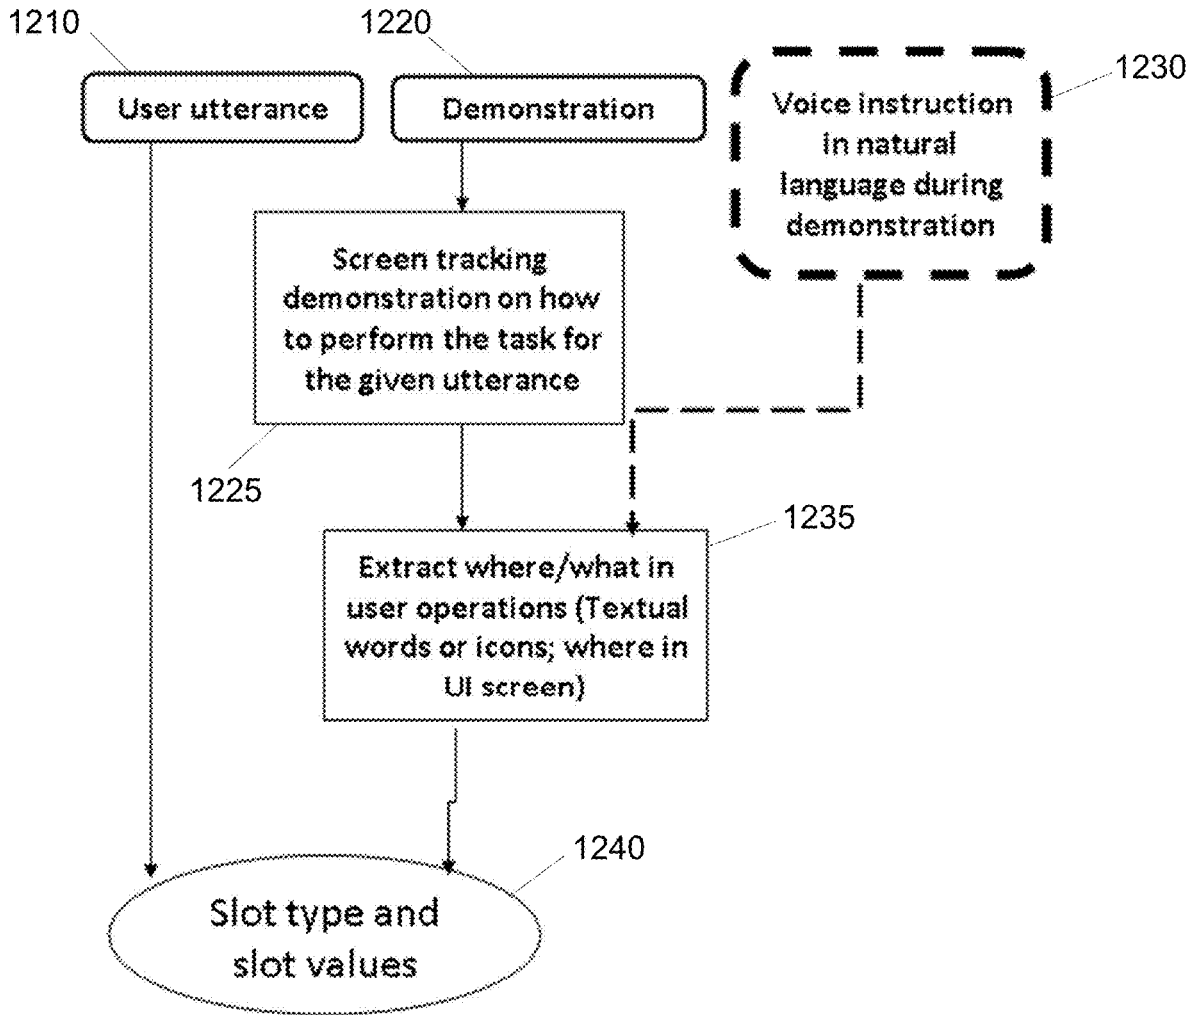 1210
1220
1230
User utterance
Demonstration
Voice instruction
in natural
language during
demonstration
Screen tracking
demonstration on how
to perform the task for
the given utterance
1225
1235
Extract where/what in
user operations (Textual
words or icons; where in
UI screen)
1240
Slot type and
slot values